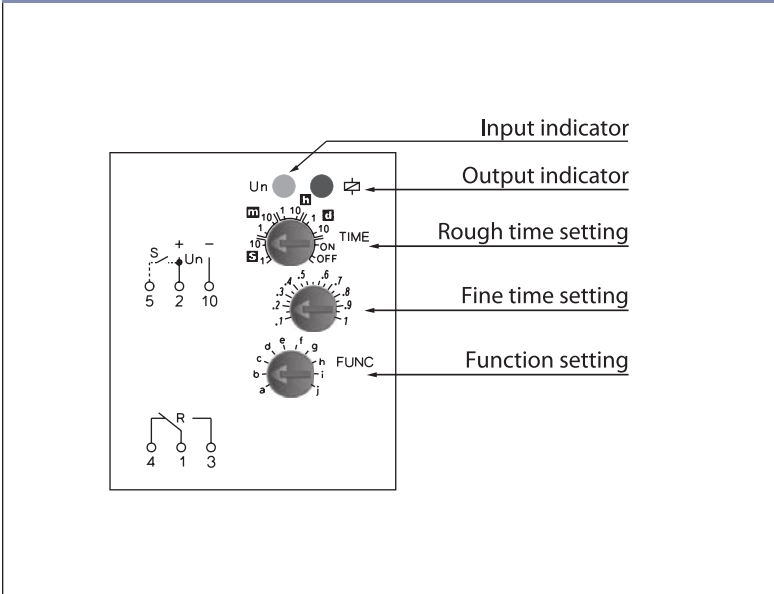 Input indicator
Output indicator
Rough time setting
Fine time setting
Function setting
Un
h
m 10 1 10 1 d
1 10
10 ON TIME
s 1 OFF
S + Un -
5 2 10
.1 .2 .3 .4 .5 .6 .7 .8 .9 1
a b c d e f g h i j FUNC
R
4 1 3